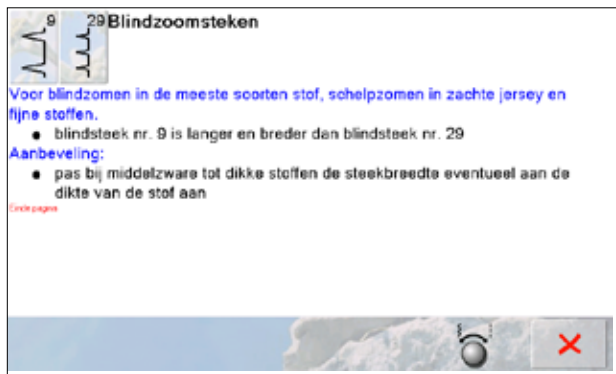 9 29 Blindzoomsteken
Voor blindzomen in de meeste soorten stof, schelpzomen in zachte jersey en
fijne stoffen.
● blindsteek nr. 9 is langer en breder dan blindsteek nr. 29
Aanbeveling:
● pas bij middelzware tot dikke stoffen de steekbreedte eventueel aan de
dikte van de stof aan
Einde pagina